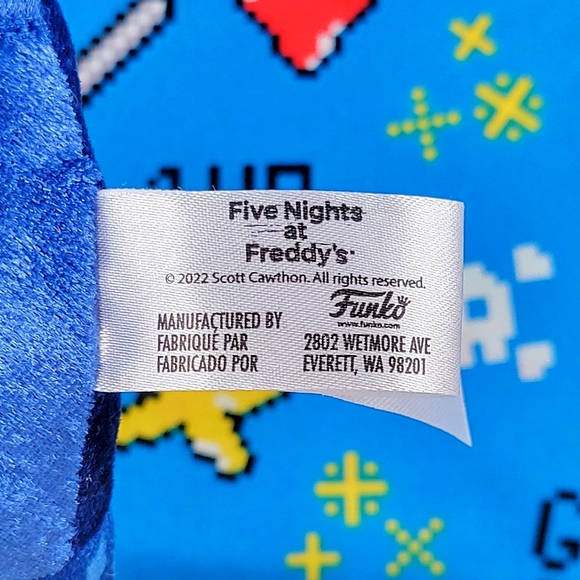 Five Nights
at
Freddy's
© 2022 Scott Cawthon. All rights reserved.
Funko
www.funko.com
MANUFACTURED BY
FABRIQUÉ PAR
FABRICADO POR
2802 WETMORE AVE
EVERETT, WA 98201